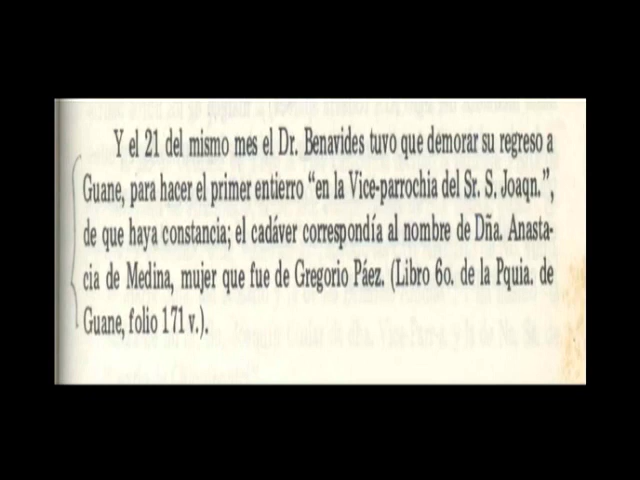 Y el 21 del mismo mes el Dr. Benavides tuvo que demorar su regreso a
Guane, para hacer el primer entierro “en la Vice-parrochia del Sr. S. Joaqn.”,
de que haya constancia; el cadáver correspondía al nombre de Dña. Anasta-
cia de Medina, mujer que fue de Gregorio Páez. (Libro 6o. de la Pquia. de
Guane, folio 171 v.).